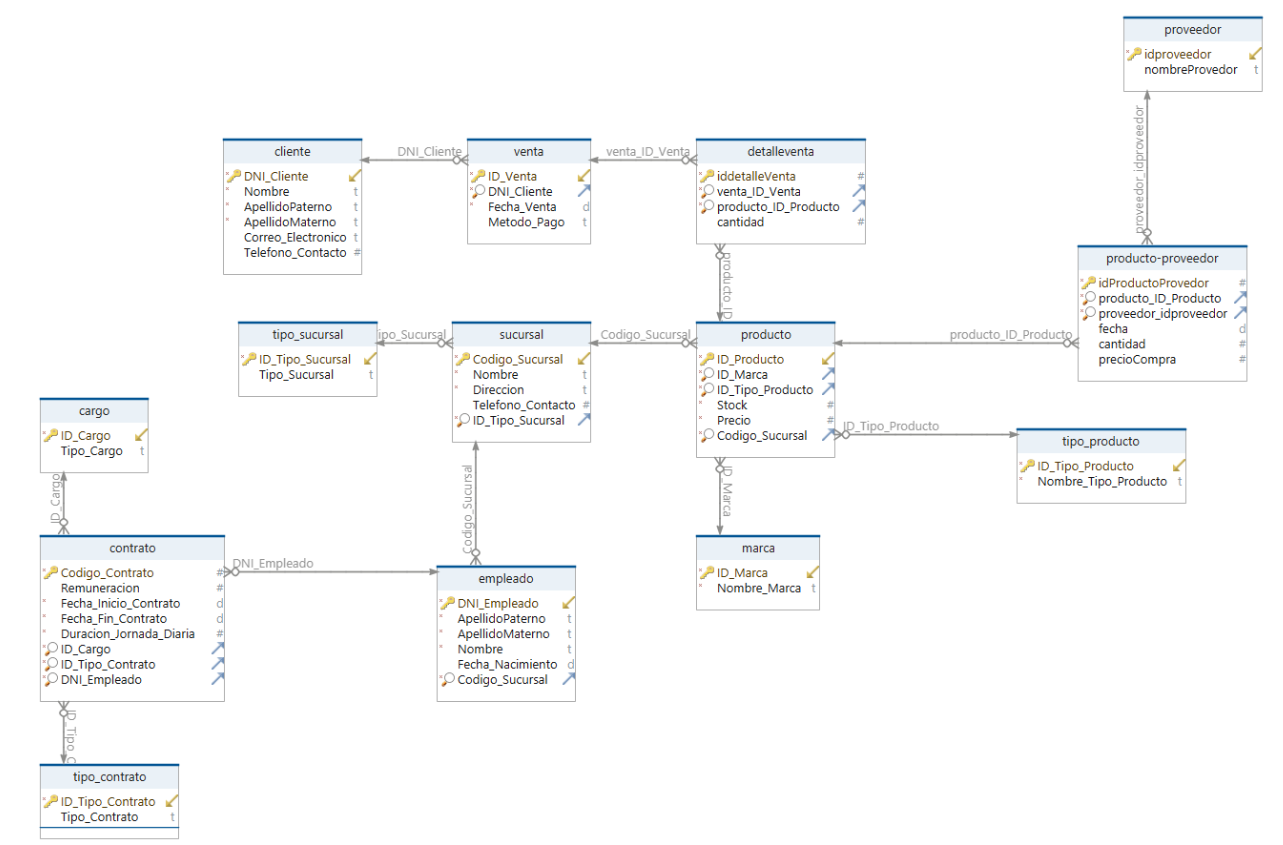 proveedor
idproveedor
nombreProvedor t
proveedor_idproveedor
cliente
DNI_Cliente
Nombre t
ApellidoPaterno t
ApellidoMaterno t
Correo_Electronico t
Telefono_Contacto #
DNI_Cliente
venta
ID_Venta
DNI_Cliente
Fecha_Venta d
Metodo_Pago t
venta_ID_Venta
detalleventa
iddetalleVenta #
venta_ID_Venta
producto_ID_Producto
cantidad #
producto_ID
producto-proveedor
idProductoProvedor #
producto_ID_Producto
proveedor_idproveedor
fecha d
cantidad #
precioCompra #
producto_ID_Producto
tipo_sucursal
ID_Tipo_Sucursal
Tipo_Sucursal t
ipo_Sucursal
sucursal
Codigo_Sucursal
Nombre t
Direccion t
Telefono_Contacto #
ID_Tipo_Sucursal
Codigo_Sucursal
producto
ID_Producto
ID_Marca
ID_Tipo_Producto
Stock #
Precio #
Codigo_Sucursal
ID_Tipo_Producto
tipo_producto
ID_Tipo_Producto
Nombre_Tipo_Producto t
cargo
ID_Cargo
Tipo_Cargo t
ID_Cargo
Codigo_Sucursal
ID_Marca
contrato
Codigo_Contrato #
Remuneracion #
Fecha_Inicio_Contrato d
Fecha_Fin_Contrato d
Duracion_Jornada_Diaria #
ID_Cargo
ID_Tipo_Contrato
DNI_Empleado
DNI_Empleado
empleado
DNI_Empleado
ApellidoPaterno t
ApellidoMaterno t
Nombre t
Fecha_Nacimiento d
Codigo_Sucursal
marca
ID_Marca
Nombre_Marca t
ID_Tipo_C
tipo_contrato
ID_Tipo_Contrato
Tipo_Contrato t